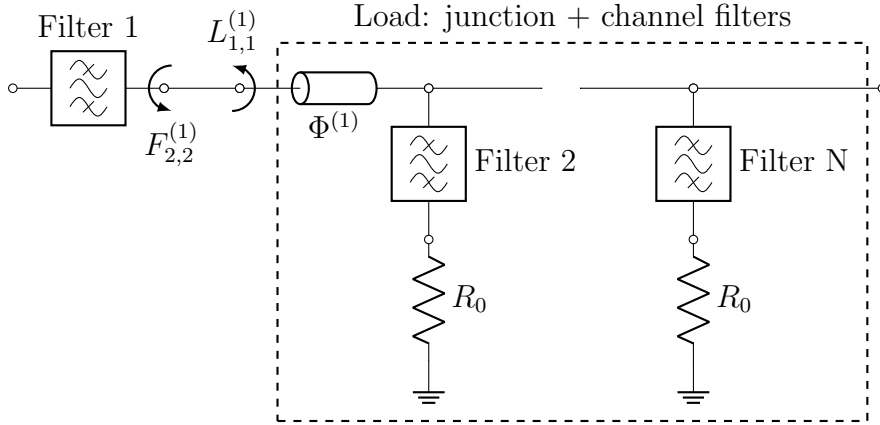 Load: junction + channel filters
Filter 1
L_{1,1}^{(1)}
Φ^{(1)}
F_{2,2}^{(1)}
Filter 2
Filter N
R_0
R_0